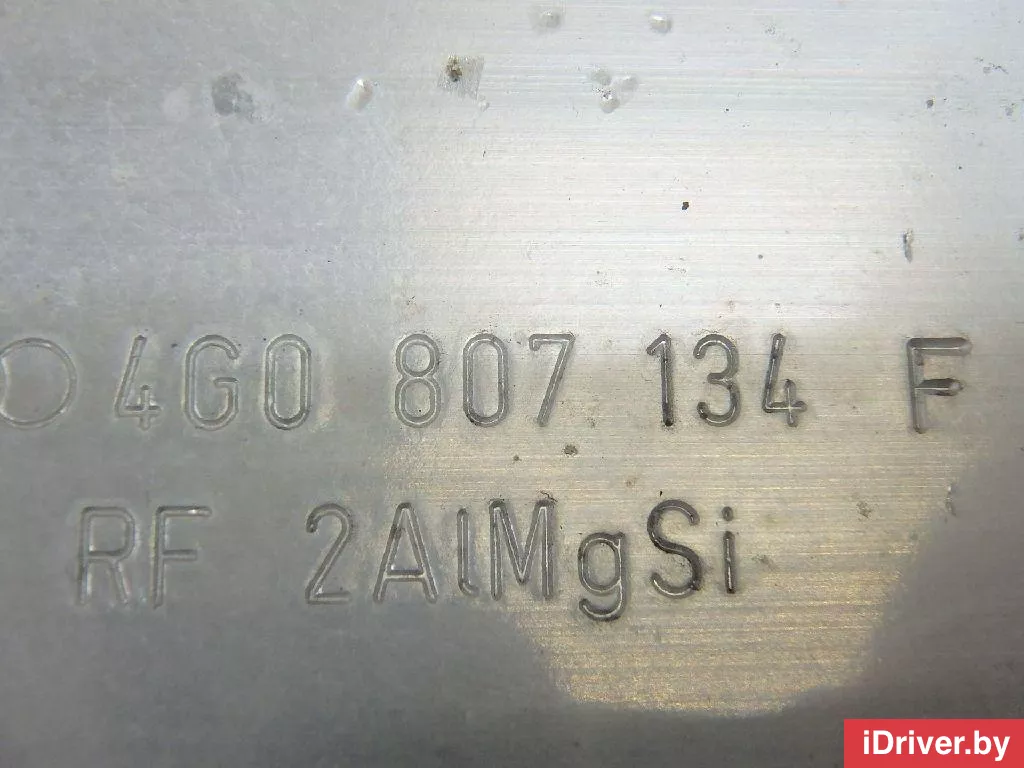 4G0 807 134 F
RF 2AlMgSi
iDriver.by